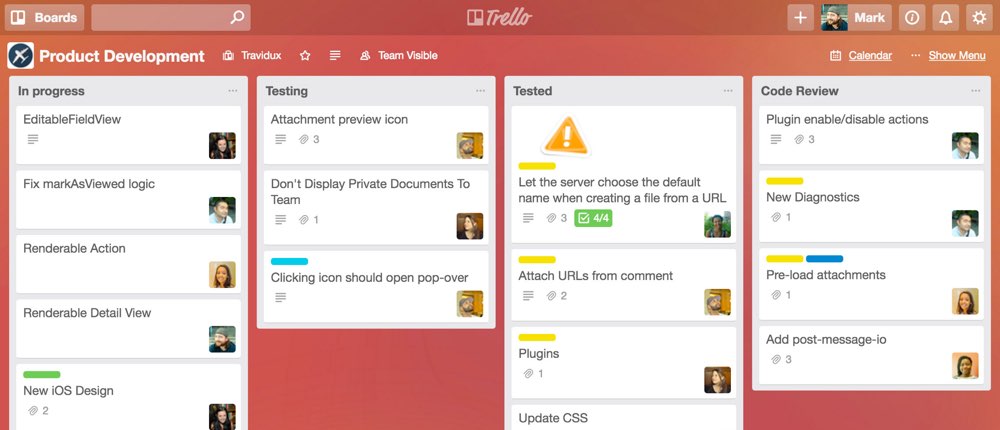 Boards
Trello
Mark
Product Development
Travidux
Team Visible
Calendar
Show Menu
In progress
EditableFieldView
Fix markAsViewed logic
Renderable Action
Renderable Detail View
New iOS Design
2
Testing
Attachment preview icon
3
Don't Display Private Documents To
Team
1
Clicking icon should open pop-over
Tested
Let the server choose the default
name when creating a file from a URL
3 4/4
Attach URLs from comment
2
Plugins
1
Update CSS
Code Review
Plugin enable/disable actions
3
New Diagnostics
1
Pre-load attachments
1
Add post-message-io
3